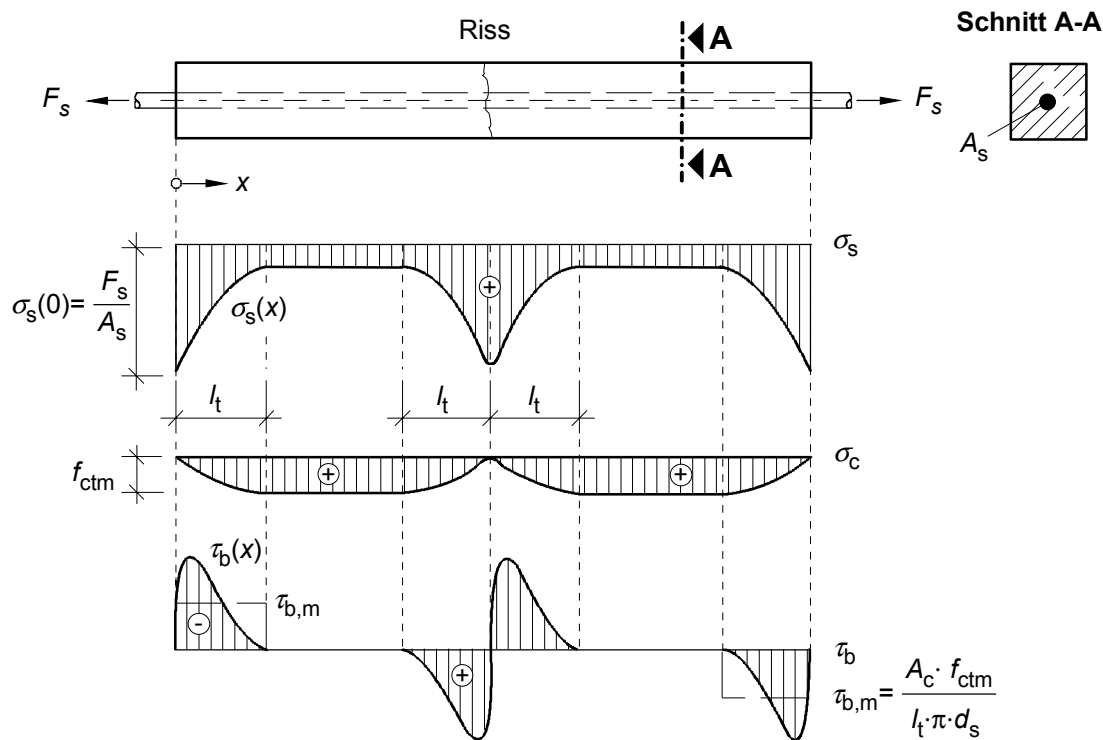 Riss
A
Schnitt A-A
F_s
F_s
A_s
A
x
σ_s
σ_s(0)= F_s / A_s
σ_s(x)
+
l_t
l_t
l_t
σ_c
f_ctm
+
+
τ_b(x)
τ_b,m
-
+
τ_b
τ_b,m= A_c· f_ctm / l_t·π·d_s